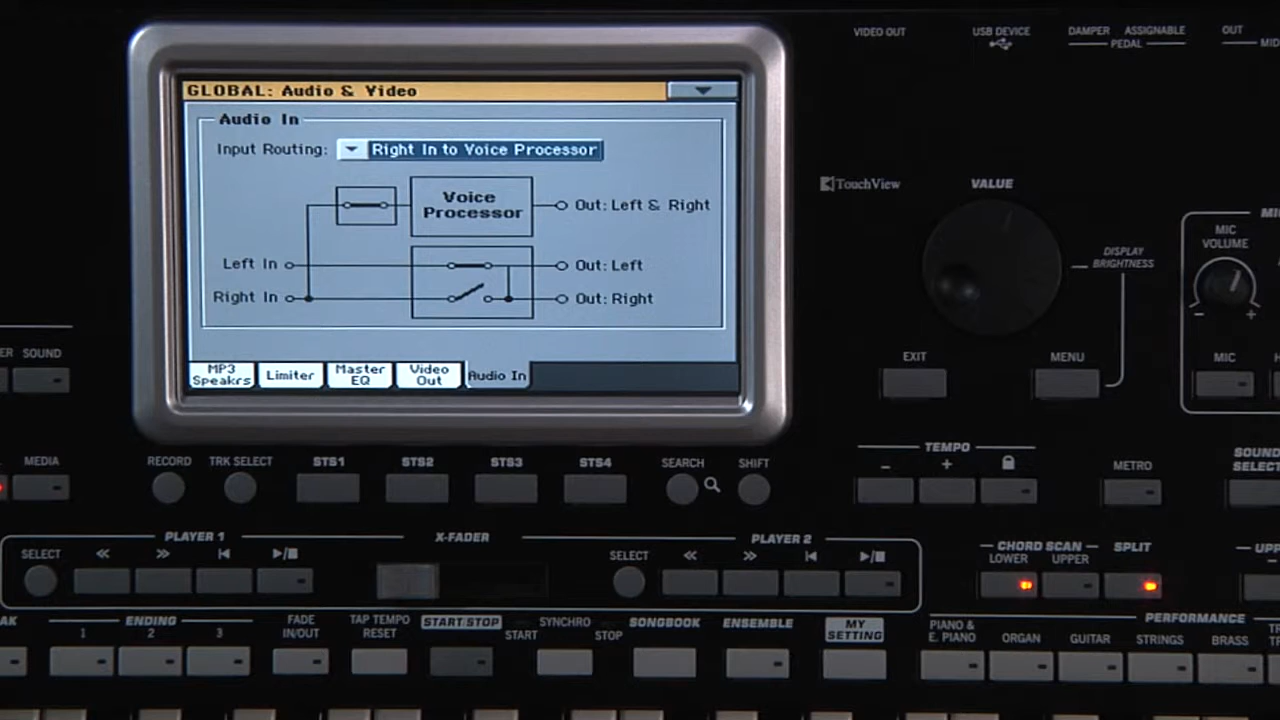 VIDEO OUT
USB DEVICE
DAMPER
ASSIGNABLE
PEDAL
OUT
GLOBAL: Audio & Video
Audio In
Input Routing:
Right In to Voice Processor
Voice
Processor
Out: Left & Right
Left In
Out: Left
Right In
Out: Right
MP3
Speakrs
Limiter
Master
EQ
Video
Out
Audio In
TouchView
VALUE
DISPLAY
BRIGHTNESS
MIC
VOLUME
- +
EXIT
MENU
MIC
SOUND
MEDIA
RECORD
TRK SELECT
STS1
STS2
STS3
STS4
SEARCH
SHIFT
TEMPO
- +
METRO
SOUND
SELECT
PLAYER 1
X-FADER
PLAYER 2
SELECT
SELECT
CHORD SCAN
LOWER
UPPER
SPLIT
ENDING
1 2 3
FADE
IN/OUT
TAP TEMPO
RESET
START STOP
SYNCHRO
START
STOP
SONGBOOK
ENSEMBLE
MY
SETTING
PERFORMANCE
PIANO &
E. PIANO
ORGAN
GUITAR
STRINGS
BRASS